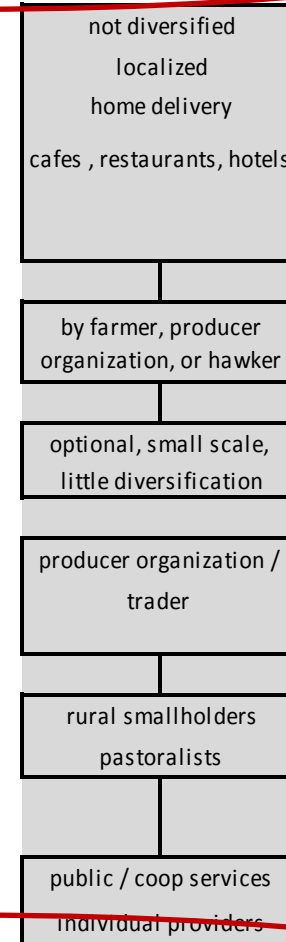 not diversified
localized
home delivery
cafes , restaurants, hotels
by farmer, producer
organization, or hawker
optional, small scale,
little diversification
producer organization /
trader
rural smallholders
pastoralists
public / coop services
individual providers